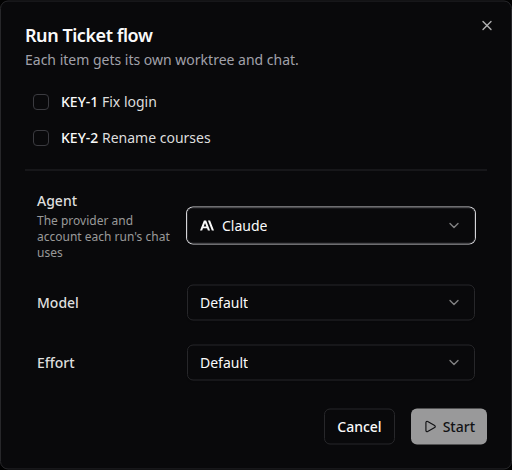 Run Ticket flow
Each item gets its own worktree and chat.
KEY-1 Fix login
KEY-2 Rename courses
Agent
The provider and
account each run's chat
uses
Claude
Model
Default
Effort
Default
Cancel
Start